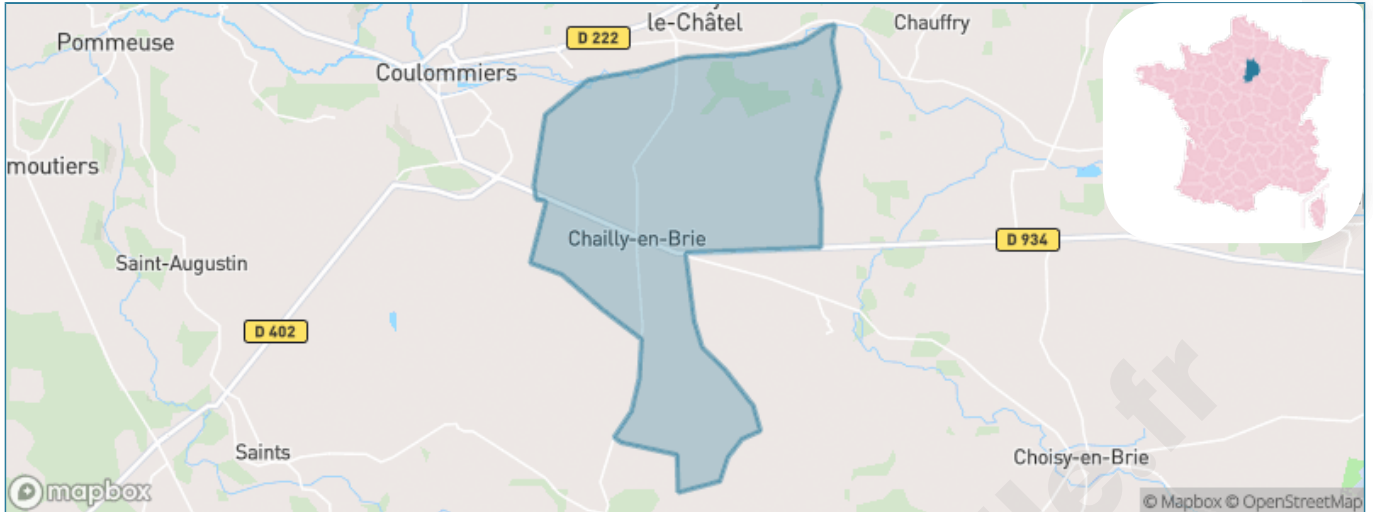 le-Châtel
Chauffry
D 222
Pommeuse
Coulommiers
moutiers
Chailly-en-Brie
D 934
Saint-Augustin
D 402
Saints
Choisy-en-Brie
mapbox
© Mapbox © OpenStreetMap